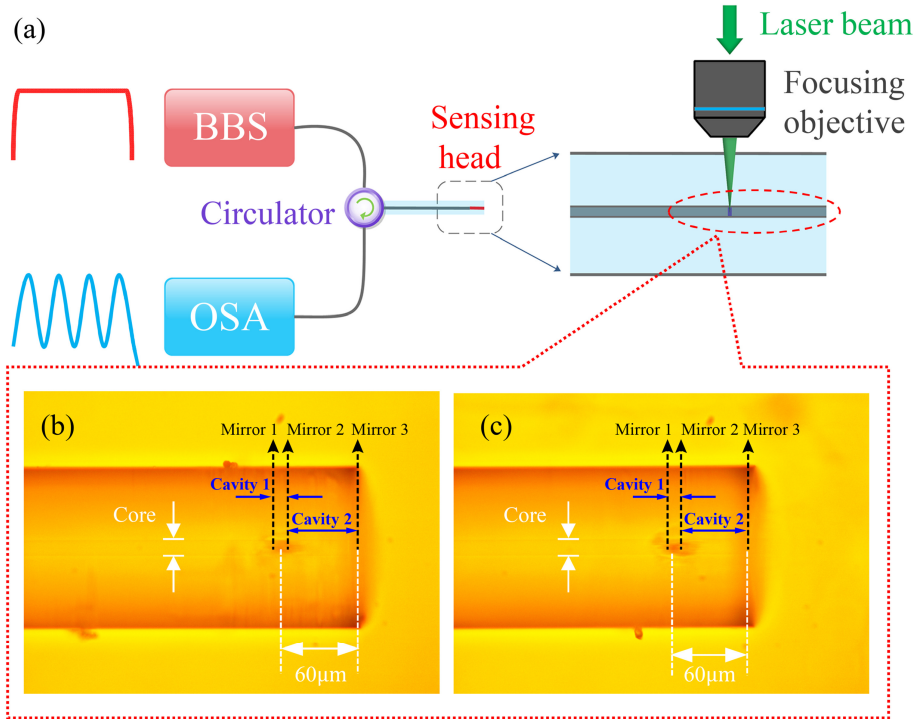 (a)
Laser beam
BBS
Sensing
head
Focusing
objective
Circulator
OSA
(b)
Mirror 1
Mirror 2
Mirror 3
Cavity 1
Cavity 2
Core
60μm
(c)
Mirror 1
Mirror 2
Mirror 3
Cavity 1
Cavity 2
Core
60μm